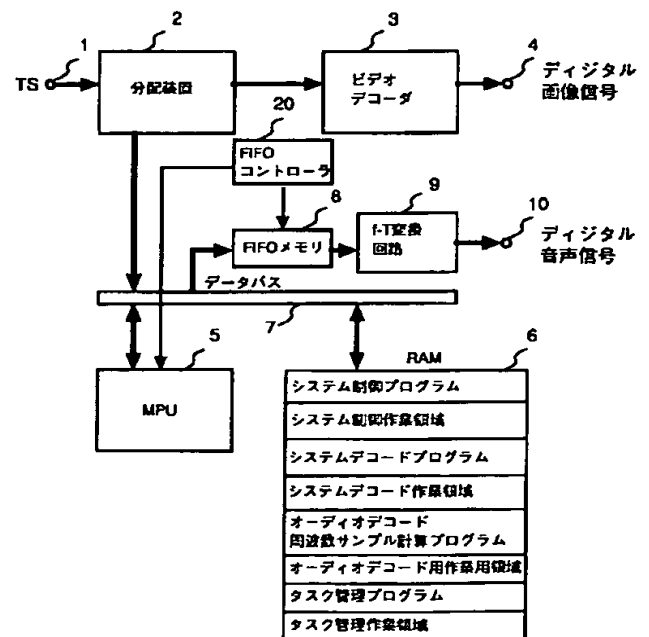 1
2
3
4
TS
分配装置
ビデオ
デコーダ
ディジタル
画像信号
20
FIFO
コントローラ
8
9
10
FIFOメモリ
f-T変換
回路
ディジタル
音声信号
データバス
7
5
MPU
RAM
6
システム制御プログラム
システム制御作業領域
システムデコードプログラム
システムデコード作業領域
オーディオデコード
周波数サンプル計算プログラム
オーディオデコード用作業用領域
タスク管理プログラム
タスク管理作業領域